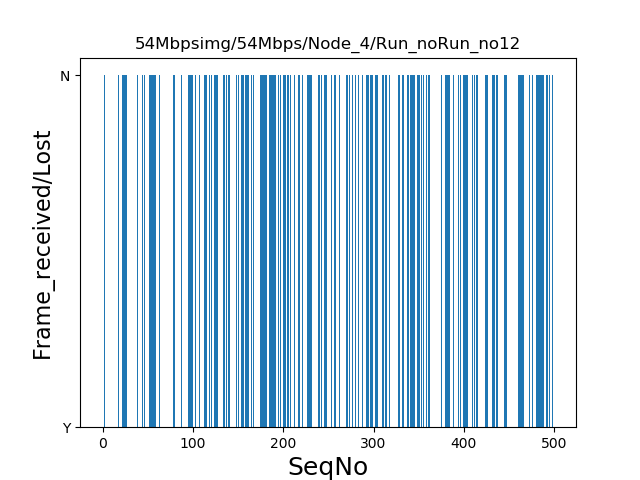 54Mbpsimg/54Mbps/Node_4/Run_noRun_no12
N
Frame_received/Lost
Y
0 100 200 300 400 500
SeqNo